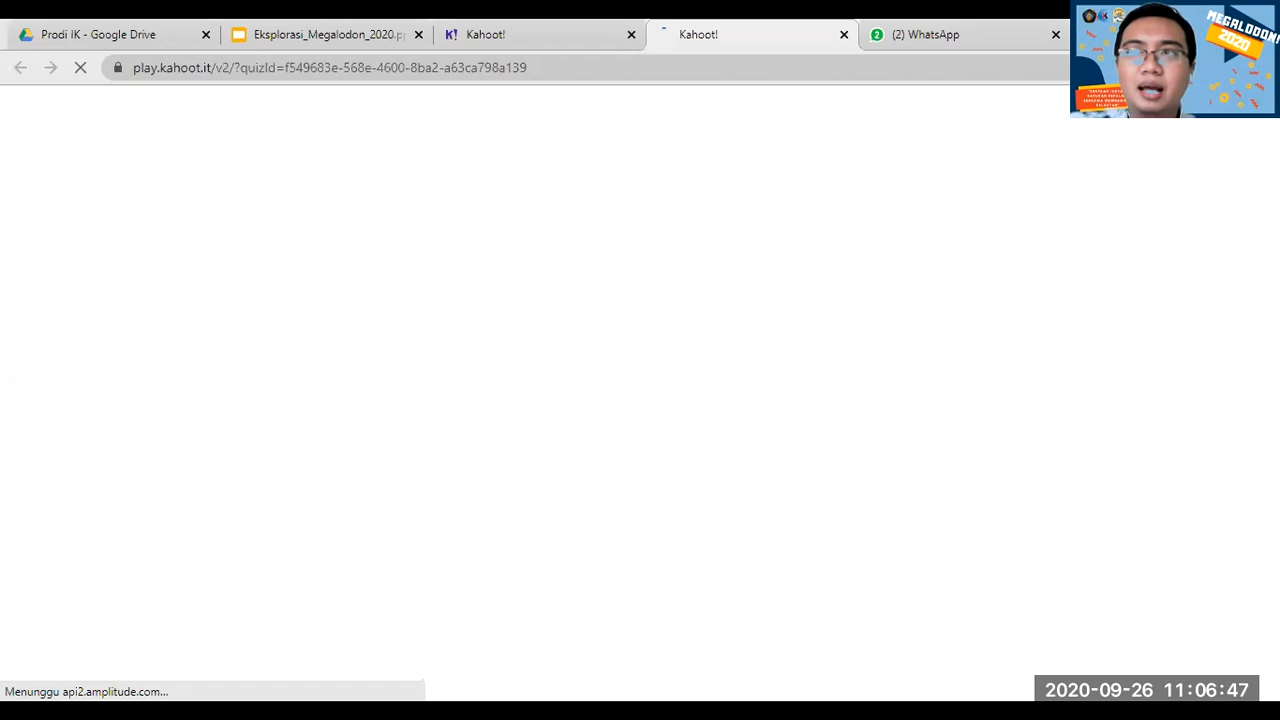 Prodi IK - Google Drive
Eksplorasi_Megalodon_2020.p
Kahoot!
Kahoot!
(2) WhatsApp
play.kahoot.it/v2/?quizId=f549683e-568e-4600-8ba2-a63ca798a139
MEGALODON!
2020
Menunggu api2.amplitude.com...
2020-09-26 11:06:47